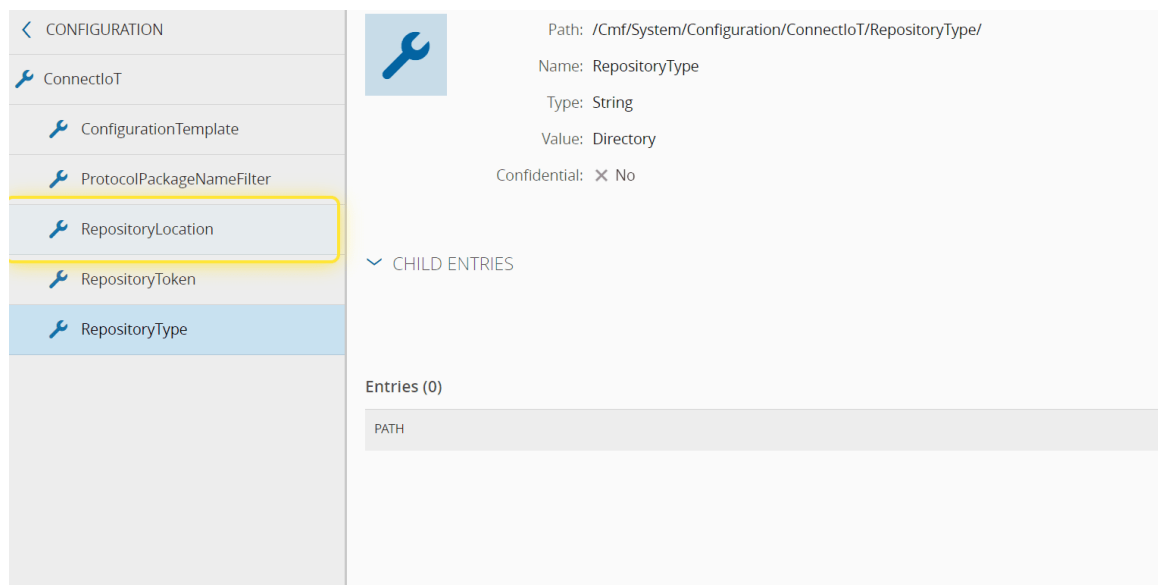 CONFIGURATION
ConnectIoT
ConfigurationTemplate
ProtocolPackageNameFilter
RepositoryLocation
RepositoryToken
RepositoryType
Path: /Cmf/System/Configuration/ConnectIoT/RepositoryType/
Name: RepositoryType
Type: String
Value: Directory
Confidential: No
CHILD ENTRIES
Entries (0)
PATH